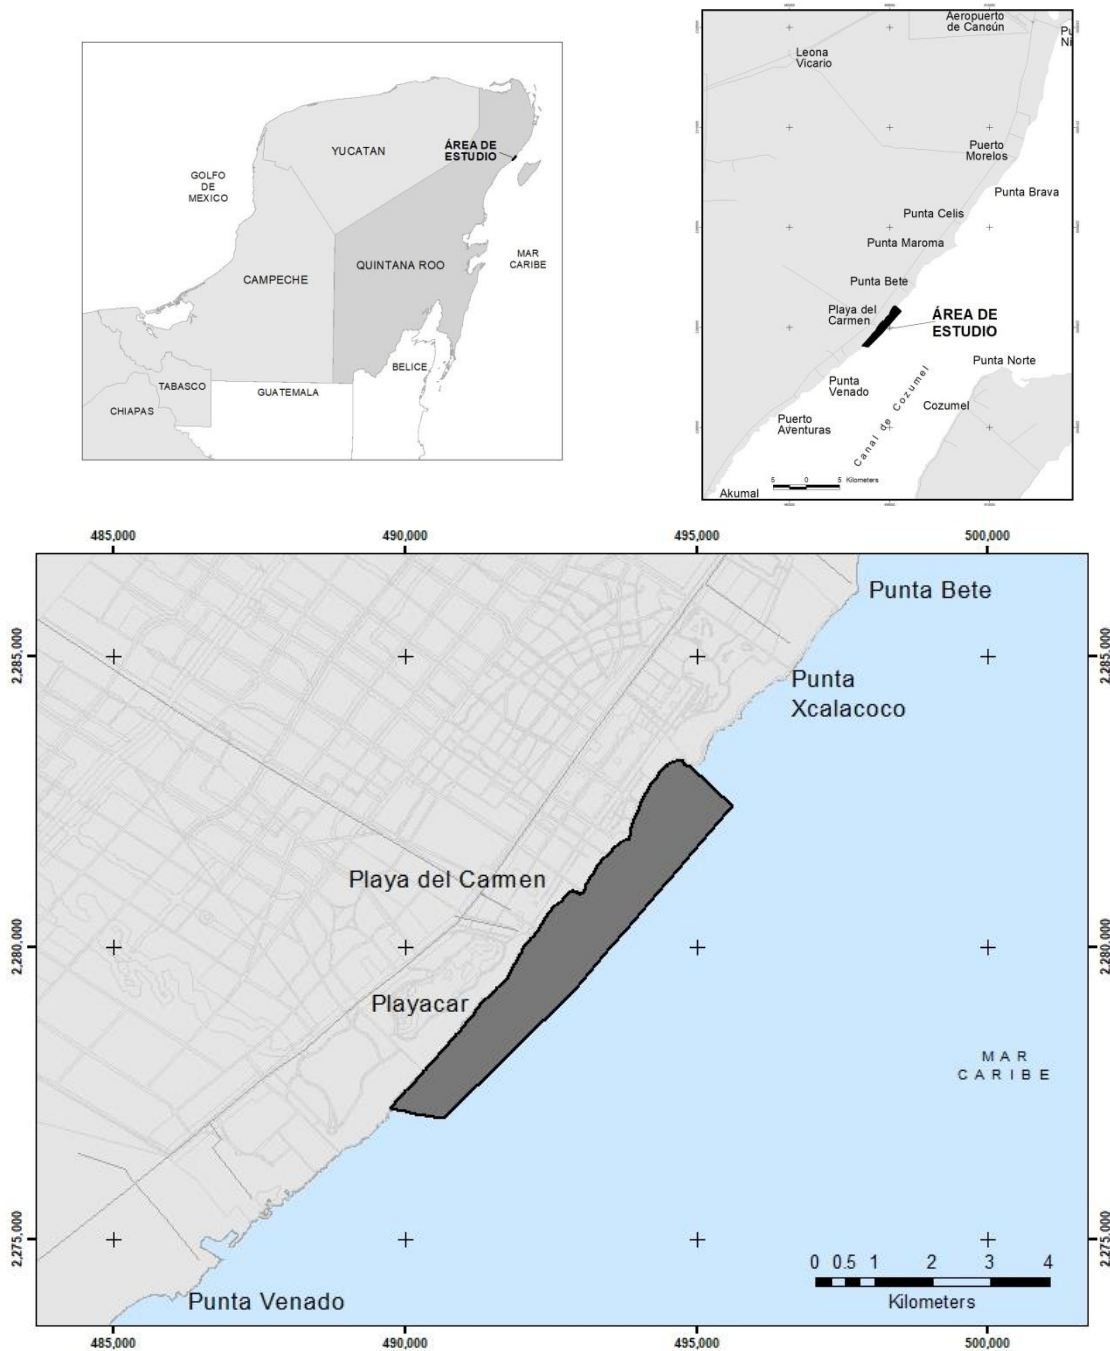 YUCATAN
ÁREA DE
ESTUDIO
GOLFO
DE
MEXICO
QUINTANA ROO
MAR
CARIBE
CAMPECHE
BELICE
TABASCO
GUATEMALA
CHIAPAS
Aeropuerto
de Cancún
Leona
Vicario
Puerto
Morelos
Punta Brava
Punta Celis
Punta Maroma
Punta Bete
Playa del
Carmen
ÁREA DE
ESTUDIO
Punta Norte
Punta
Venado
Cozumel
Canal de Cozumel
Puerto
Aventuras
5 0 5 Kilometers
Akumal
485,000 490,000 495,000 500,000
Punta Bete
2,285,000 2,285,000
Punta
Xcalacoco
Playa del Carmen
2,280,000 2,280,000
Playacar
MAR
CARIBE
2,275,000 2,275,000
0 0.5 1 2 3 4
Kilometers
Punta Venado
485,000 490,000 495,000 500,000